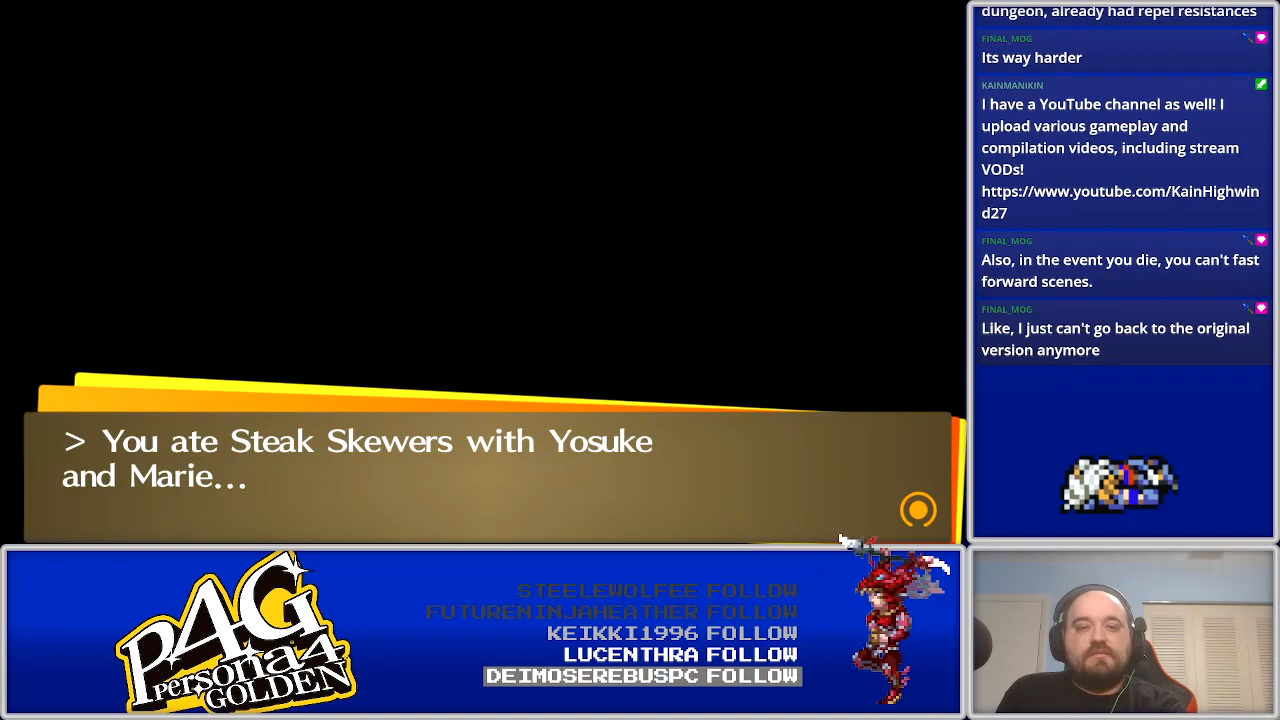 > You ate Steak Skewers with Yosuke
and Marie...
dungeon, already had repel resistances
FINAL_MOG
Its way harder
KAINMANIKIN
I have a YouTube channel as well! I
upload various gameplay and
compilation videos, including stream
VODs!
https://www.youtube.com/KainHighwin
d27
FINAL_MOG
Also, in the event you die, you can't fast
forward scenes.
FINAL_MOG
Like, I just can't go back to the original
version anymore
P4G
Persona4
GOLDEN
STEELEWOLFEE FOLLOW
FUTURENINJAHEATHER FOLLOW
KEIKKI1996 FOLLOW
LUCENTHRA FOLLOW
DEIMOSEREBUSPC FOLLOW